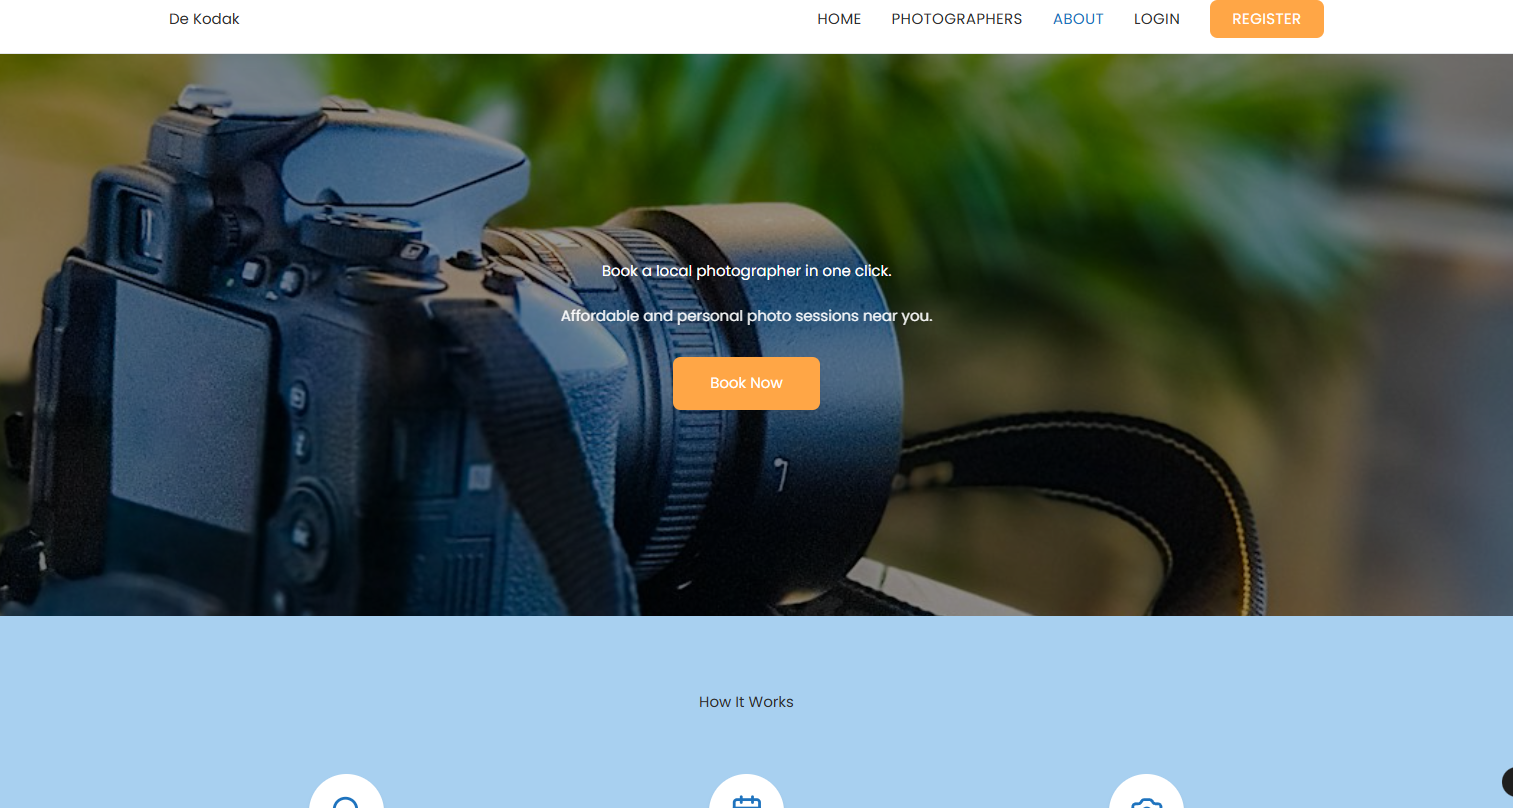 De Kodak
HOME PHOTOGRAPHERS ABOUT LOGIN REGISTER
Book a local photographer in one click.
Affordable and personal photo sessions near you.
Book Now
How It Works